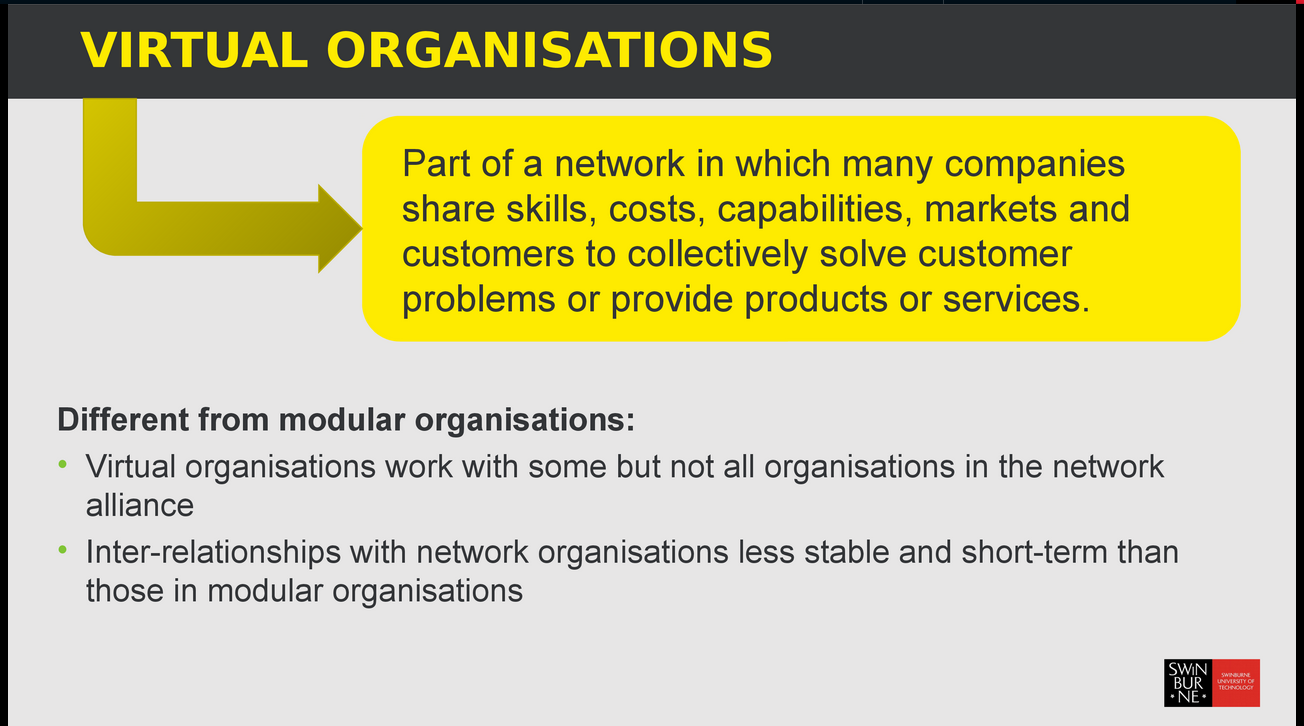 VIRTUAL ORGANISATIONS
Part of a network in which many companies
share skills, costs, capabilities, markets and
customers to collectively solve customer
problems or provide products or services.
Different from modular organisations:
• Virtual organisations work with some but not all organisations in the network
alliance
• Inter-relationships with network organisations less stable and short-term than
those in modular organisations
SWIN
BUR
* NE *
SWINBURNE
UNIVERSITY OF
TECHNOLOGY